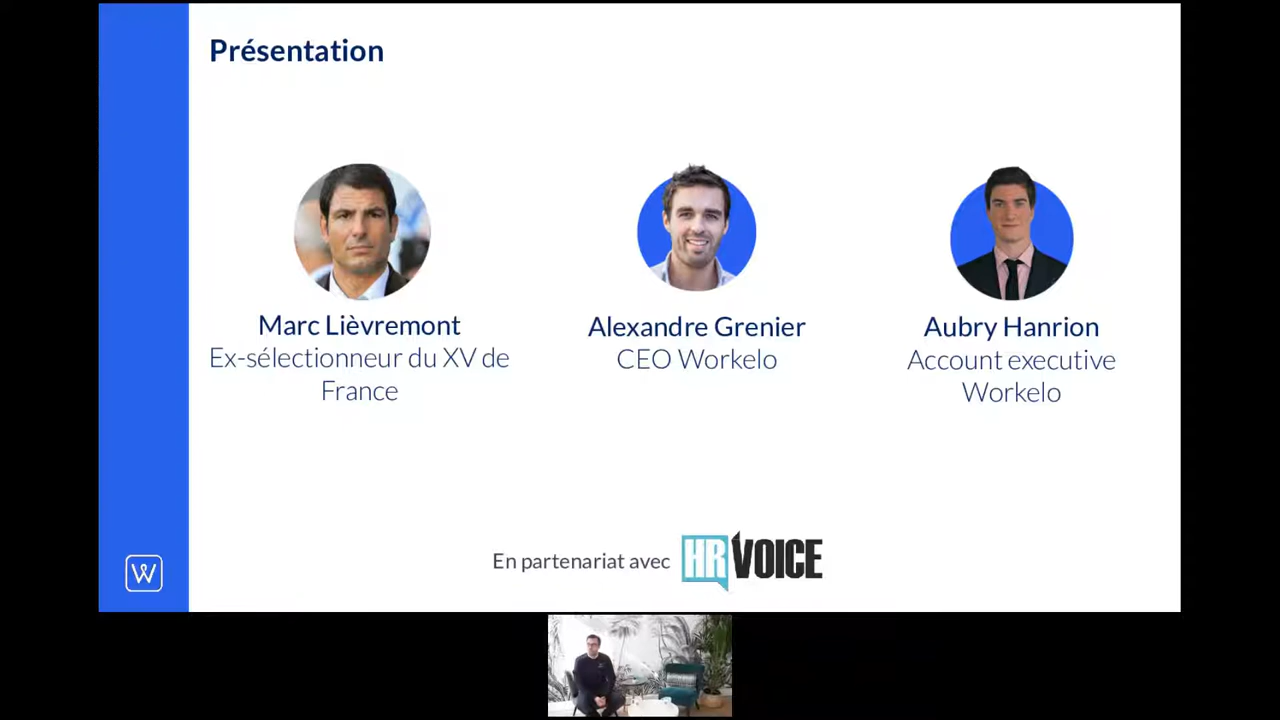 Présentation
Marc Lièvremont
Ex-sélectionneur du XV de
France
Alexandre Grenier
CEO Workelo
Aubry Hanrion
Account executive
Workelo
En partenariat avec
HR VOICE
W